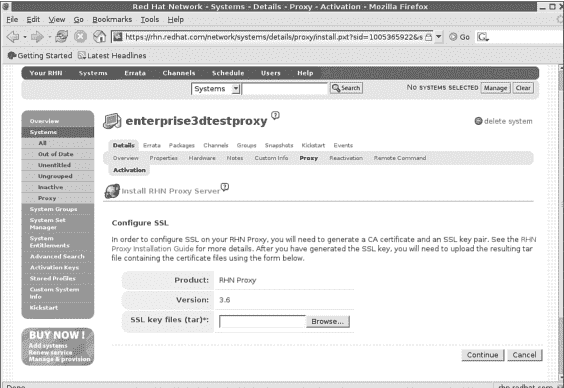 Red Hat Network - Systems - Details - Proxy - Activation - Mozilla Firefox
File Edit View Go Bookmarks Tools Help
https://rhn.redhat.com/network/systems/details/proxy/install.pxt?sid=1005365922&s Go
Getting Started Latest Headlines
Your RHN Systems Errata Channels Schedule Users Help
Systems Search No systems selected Manage Clear
Overview
Systems
All
Out of Date
Unentitled
Ungrouped
Inactive
Proxy
System Groups
System Set
Manager
System
Entitlements
Advanced Search
Activation Keys
Stored Profiles
Custom System
Info
Kickstart
BUY NOW!
Add systems
Renew service
Manage & provision
enterprise3dtestproxy ? delete system
Details Errata Packages Channels Groups Snapshots Kickstart Events
Overview Properties Hardware Notes Custom Info Proxy Reactivation Remote Command
Activation
Install RHN Proxy Server ?
Configure SSL
In order to configure SSL on your RHN Proxy, you will need to generate a CA certificate and an SSL key pair. See the RHN
Proxy Installation Guide for more details. After you have generated the SSL key, you will need to upload the resulting tar
file containing the certificate files using the form below.
Product: RHN Proxy
Version: 3.6
SSL key files (tar)*: Browse...
Continue Cancel
Done rhn.redhat.com